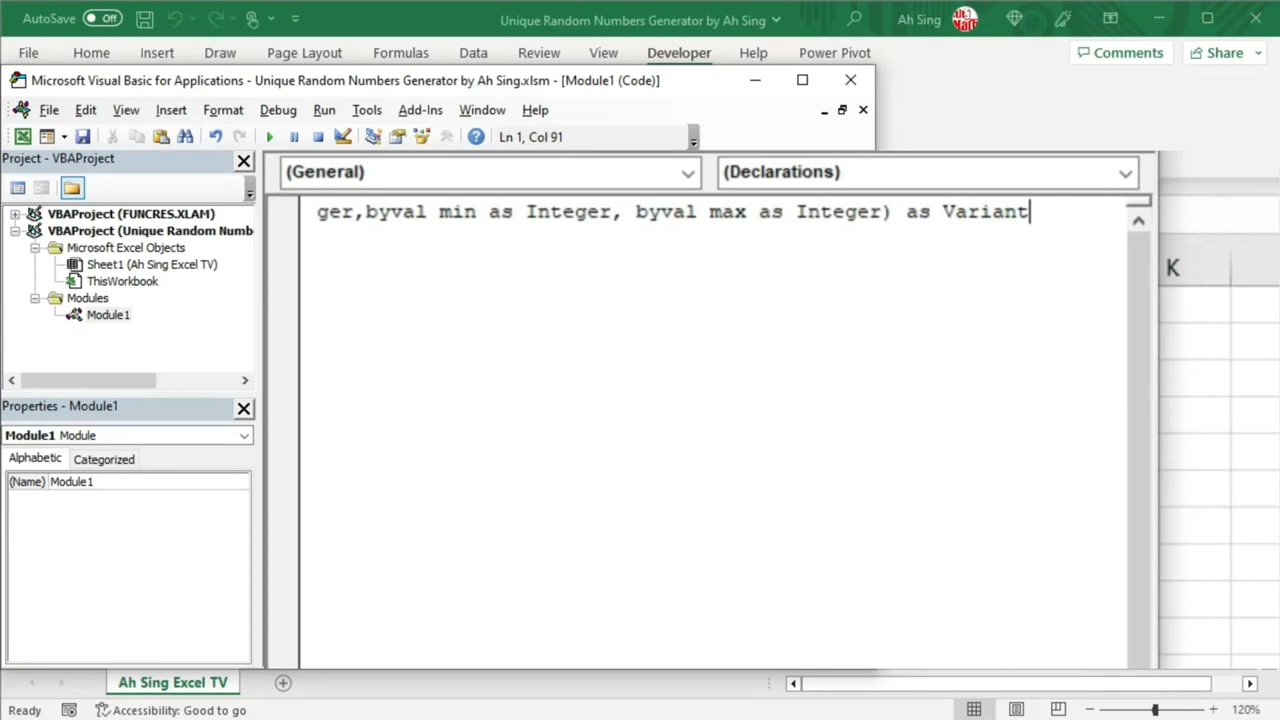 AutoSave Off Unique Random Numbers Generator by Ah Sing Ah Sing
File Home Insert Draw Page Layout Formulas Data Review View Developer Help Power Pivot Comments Share
Microsoft Visual Basic for Applications - Unique Random Numbers Generator by Ah Sing.xlsm - [Module1 (Code)]
File Edit View Insert Format Debug Run Tools Add-Ins Window Help
Ln 1, Col 91
Project - VBAProject
(General) (Declarations)
ger,byval min as Integer, byval max as Integer) as Variant
VBAProject (FUNCRES.XLAM)
VBAProject (Unique Random Numb
Microsoft Excel Objects
Sheet1 (Ah Sing Excel TV)
ThisWorkbook
Modules
Module1
K
Properties - Module1
Module1 Module
Alphabetic Categorized
(Name) Module1
Ah Sing Excel TV
Ready Accessibility: Good to go 120%